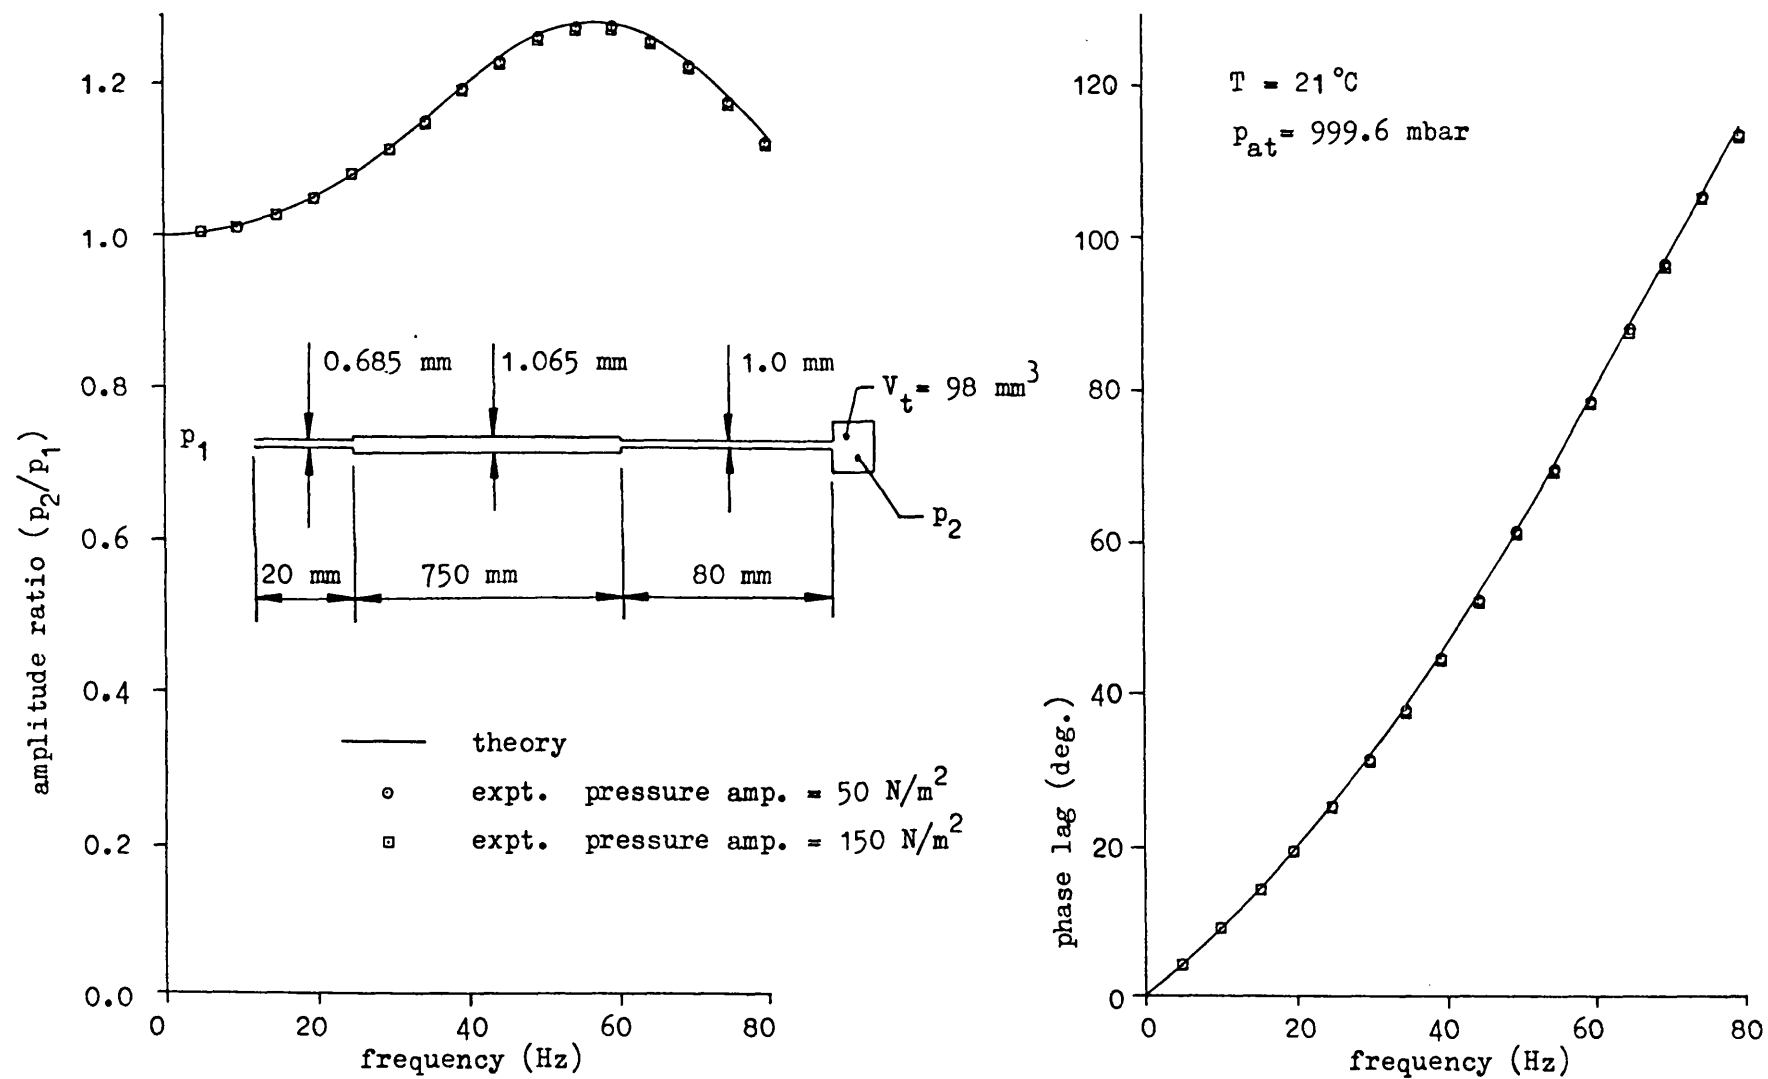 1.2
1.0
0.8
0.6
0.4
0.2
0.0
0
20
40
60
80
frequency (Hz)
amplitude ratio (p2/p1)
0.685 mm
1.065 mm
1.0 mm
Vt= 98 mm3
p1
p2
20 mm
750 mm
80 mm
theory
expt. pressure amp. = 50 N/m2
expt. pressure amp. = 150 N/m2
T = 21°C
pat= 999.6 mbar
120
100
80
60
40
20
0
0
20
40
60
80
frequency (Hz)
phase lag (deg.)